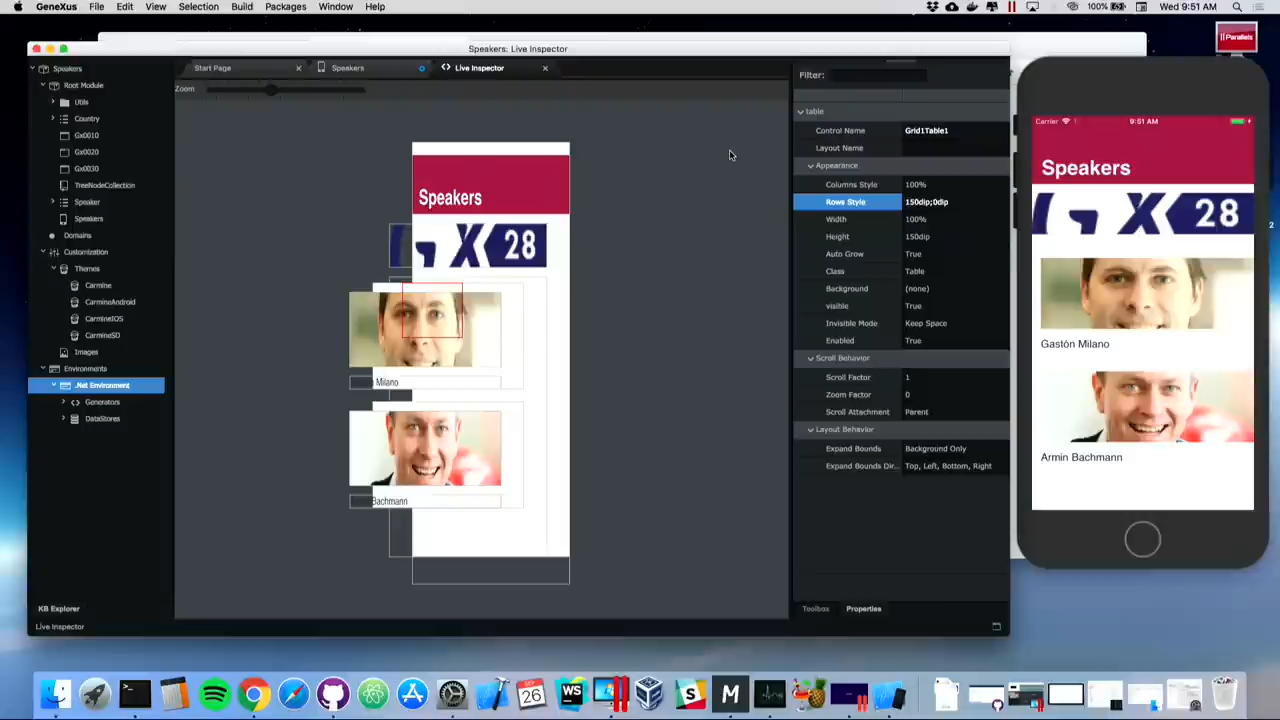 GeneXus File Edit View Selection Build Packages Window Help
100% Wed 9:51 AM
Parallels
Speakers: Live Inspector
Speakers
Root Module
Utils
Country
Gx0010
Gx0020
Gx0030
TreeNodeCollection
Speaker
Speakers
Domains
Customization
Themes
Carmine
CarmineAndroid
CarmineIOS
CarmineSD
Images
Environments
.Net Environment
Generators
DataStores
KB Explorer
Live Inspector
Start Page
Speakers
Live Inspector
Zoom
Speakers
X 28
Milano
Bachmann
Filter:
table
Control Name Grid1Table1
Layout Name
Appearance
Columns Style 100%
Rows Style 150dip;0dip
Width 100%
Height 150dip
Auto Grow True
Class Table
Background (none)
visible True
Invisible Mode Keep Space
Enabled True
Scroll Behavior
Scroll Factor 1
Zoom Factor 0
Scroll Attachment Parent
Layout Behavior
Expand Bounds Background Only
Expand Bounds Dir... Top, Left, Bottom, Right
Toolbox Properties
Carrier 9:51 AM
Speakers
X 28
Gastón Milano
Armin Bachmann
2
SEP
26
WS
S
M